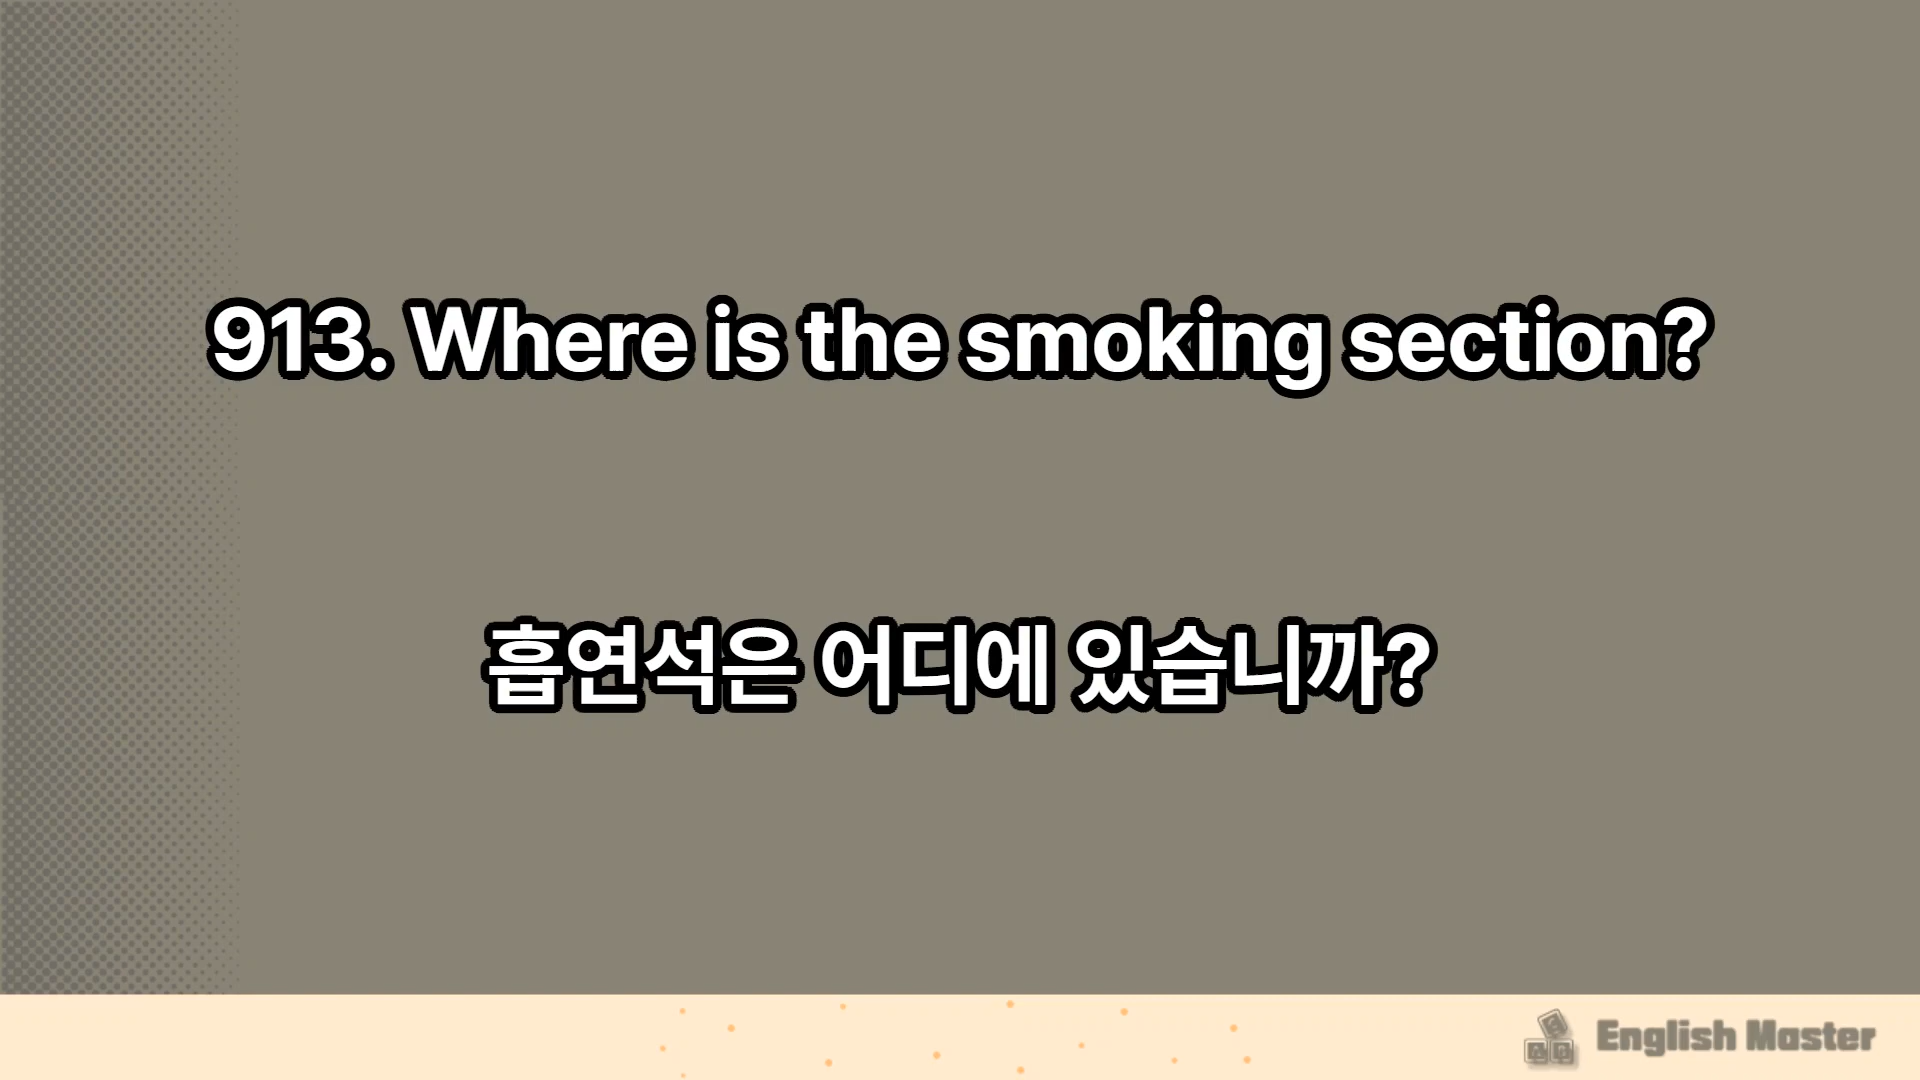 913. Where is the smoking section?
흡연석은 어디에 있습니까?
English Master